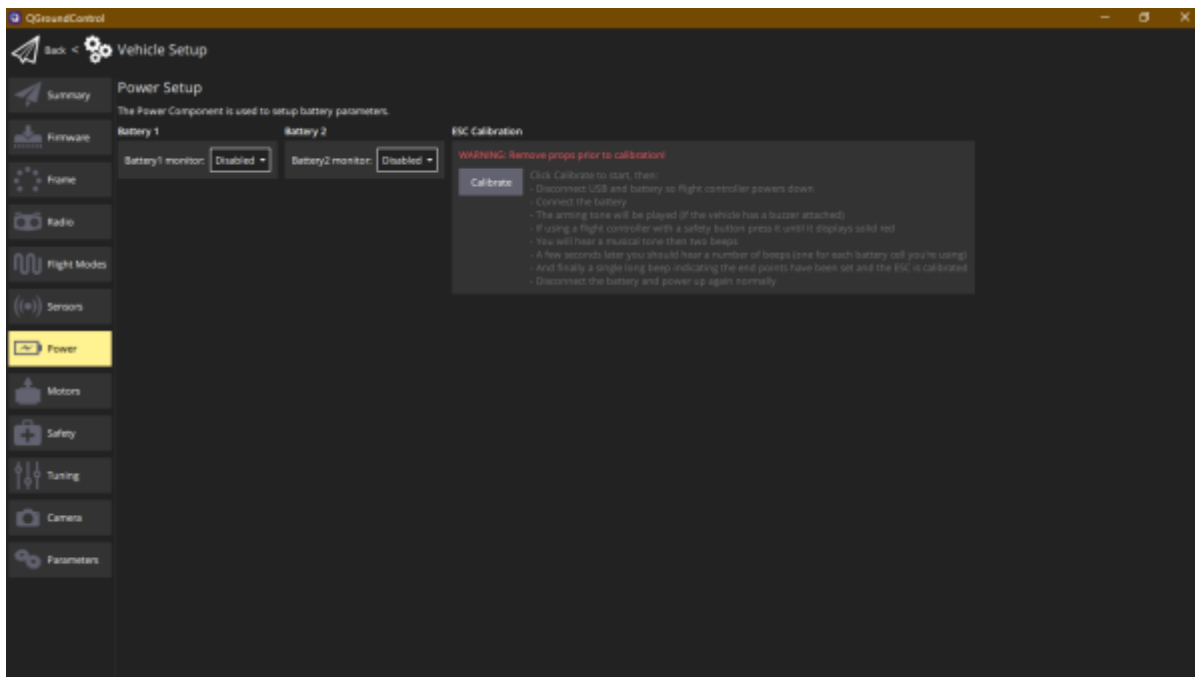 QGroundControl
Back < Vehicle Setup
Summary
Firmware
Frame
Radio
Flight Modes
Sensors
Power
Motors
Safety
Tuning
Camera
Parameters
Power Setup
The Power Component is used to setup battery parameters.
Battery 1
Battery1 monitor: Disabled
Battery 2
Battery2 monitor: Disabled
ESC Calibration
WARNING: Remove props prior to calibration!
Calibrate
Click Calibrate to start, then:
- Disconnect USB and battery so flight controller powers down
- Connect the battery
- The arming tone will be played (if the vehicle has a buzzer attached)
- If using a flight controller with a safety button press it until it displays solid red
- You will hear a musical tone then two beeps
- A few seconds later you should hear a number of beeps (one for each battery cell you're using)
- And finally a single long beep indicating the end points have been set and the ESC is calibrated
- Disconnect the battery and power up again normally